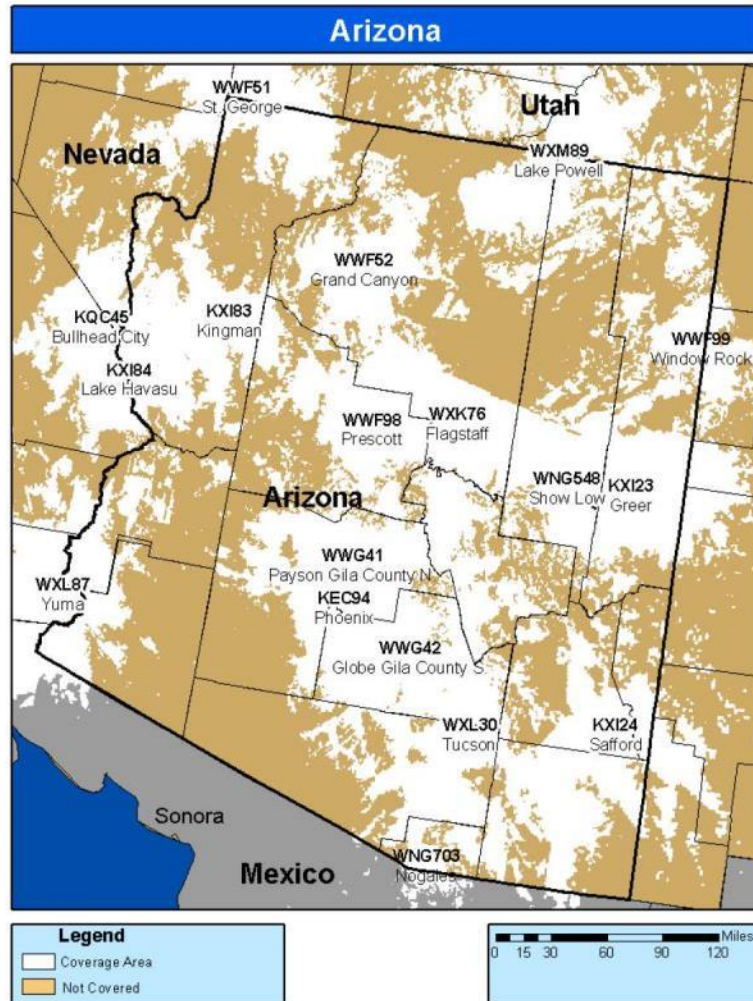 Arizona
WWF51
St. George
Utah
Nevada
WXM89
Lake Powell
WWF52
Grand Canyon
KQC45
Bullhead City
KXI83
Kingman
WWF99
Window Rock
KXI84
Lake Havasu
WWF98
Prescott
WXK76
Flagstaff
WNG548
Show Low
KXI23
Greer
Arizona
WWG41
Payson Gila County N.
WXL87
Yuma
KEC94
Phoenix
WWG42
Globe Gila County S.
WXL30
Tucson
KXI24
Safford
Sonora
Mexico
WNG703
Nogales
Legend
Coverage Area
Not Covered
Miles
0 15 30 60 90 120